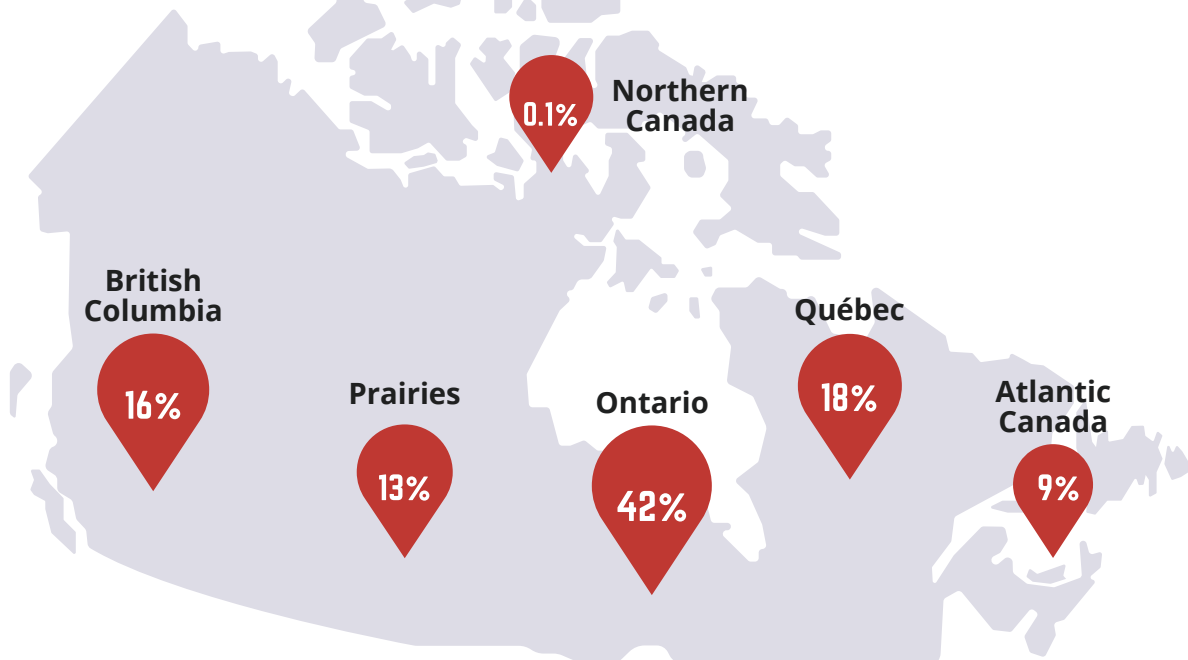 Northern
Canada
0.1%
British
Columbia
16%
Prairies
13%
Ontario
42%
Québec
18%
Atlantic
Canada
9%